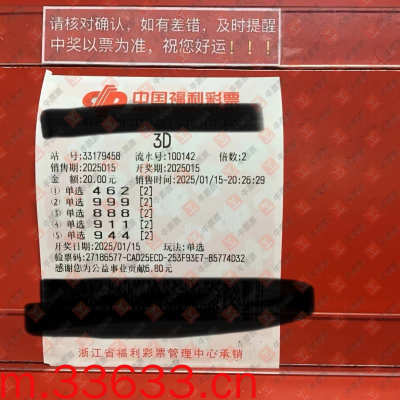 请核对确认，如有差错，及时提醒
中奖以票为准，祝您好运！！！
中国福利彩票
3D
站 号:33179458 流水号:100142 倍数:2
销售期:2025015 开奖期:2025015
金 额:20.00元 销售时间:2025/01/15-20:26:29
① 单选 4 6 2 [2]
② 单选 9 9 9 [2]
③ 单选 8 8 8 [2]
④ 单选 9 1 1 [2]
⑤ 单选 9 4 4 [2]
开奖日期:2025/01/15 玩法:单选
验票码:27186577-CAD25ECD-253F93E7-B5774D32
感谢您为公益事业贡献6.80元
浙江省福利彩票管理中心承销
m.33633.cn